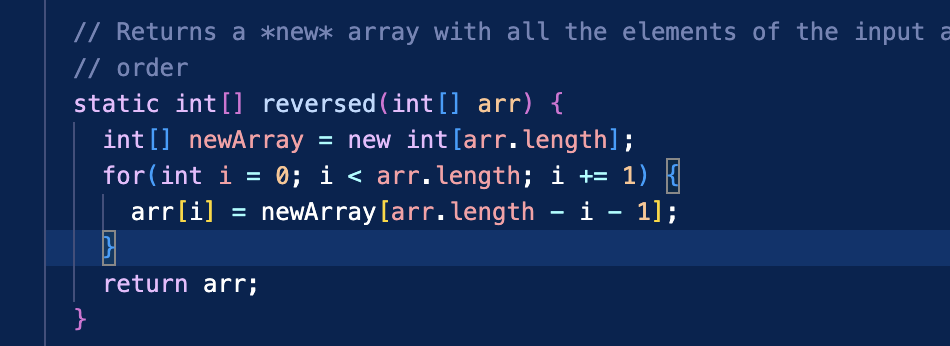 // Returns a *new* array with all the elements of the input a
// order
static int[] reversed(int[] arr) {
int[] newArray = new int[arr.length];
for(int i = 0; i < arr.length; i += 1) {
arr[i] = newArray[arr.length - i - 1];
}
return arr;
}